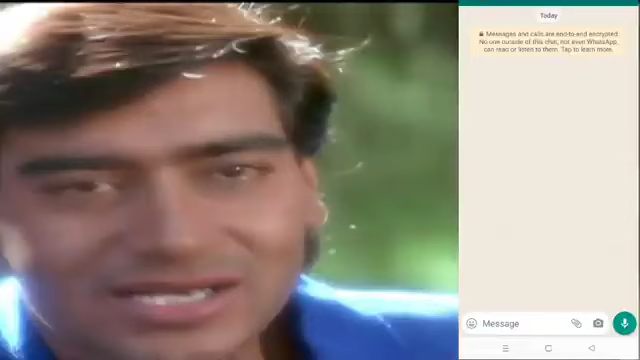 Today
Messages and calls are end-to-end encrypted.
No one outside of this chat, not even WhatsApp,
can read or listen to them. Tap to learn more.
Message